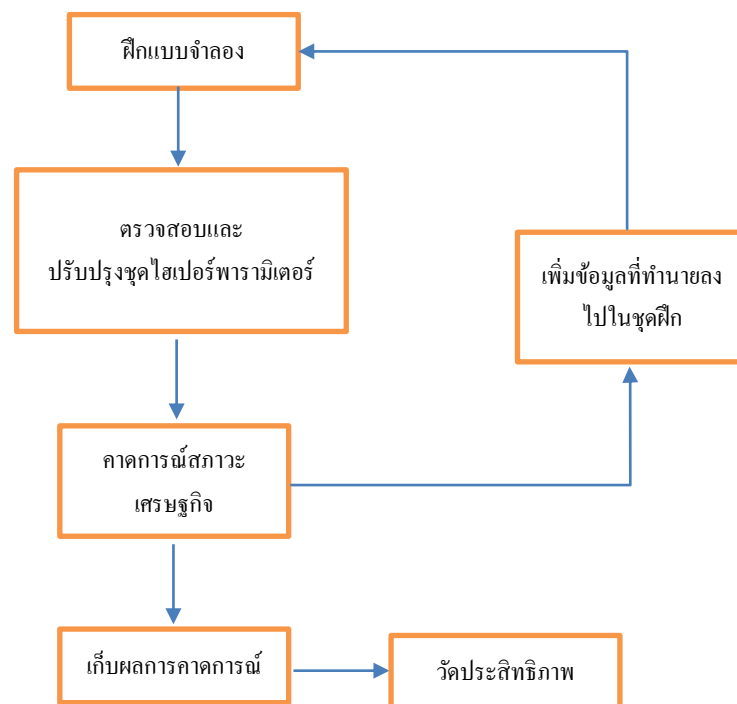 ฝึกแบบจำลอง
ตรวจสอบและ
ปรับปรุงชุดไฮเปอร์พารามิเตอร์
เพิ่มข้อมูลที่ทำนายลง
ไปในชุดฝึก
คาดการณ์สภาวะ
เศรษฐกิจ
เก็บผลการคาดการณ์
วัดประสิทธิภาพ